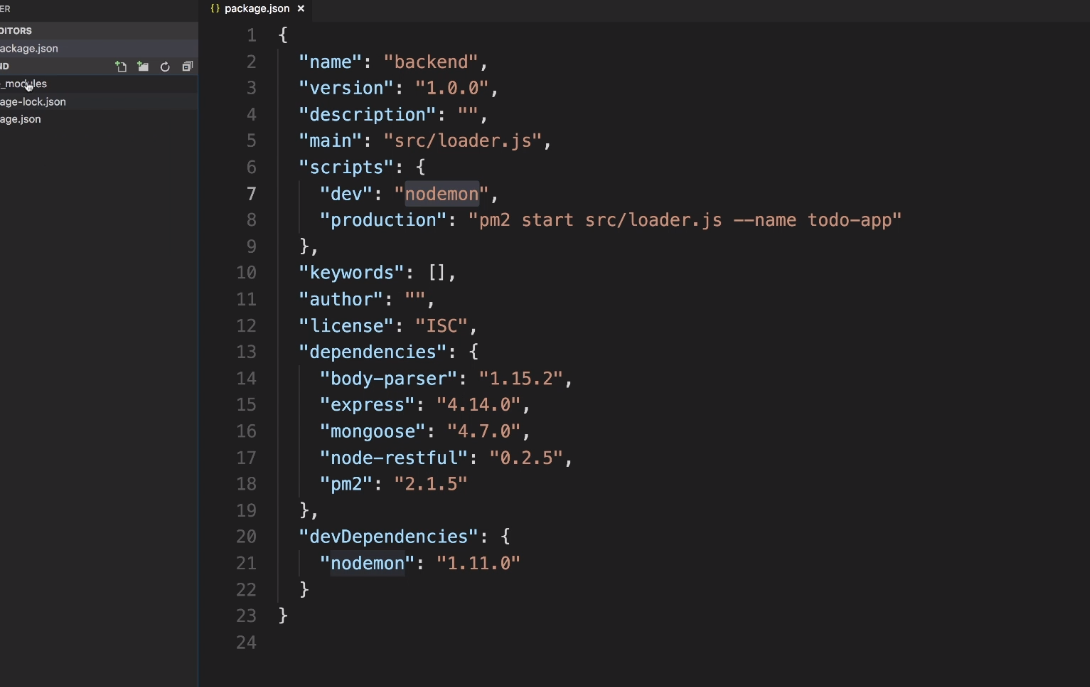 ER
{} package.json ×
DITORS
ackage.json
ND
_modules
age-lock.json
age.json
1 {
2 "name": "backend",
3 "version": "1.0.0",
4 "description": "",
5 "main": "src/loader.js",
6 "scripts": {
7 "dev": "nodemon",
8 "production": "pm2 start src/loader.js --name todo-app"
9 },
10 "keywords": [],
11 "author": "",
12 "license": "ISC",
13 "dependencies": {
14 "body-parser": "1.15.2",
15 "express": "4.14.0",
16 "mongoose": "4.7.0",
17 "node-restful": "0.2.5",
18 "pm2": "2.1.5"
19 },
20 "devDependencies": {
21 "nodemon": "1.11.0"
22 }
23 }
24